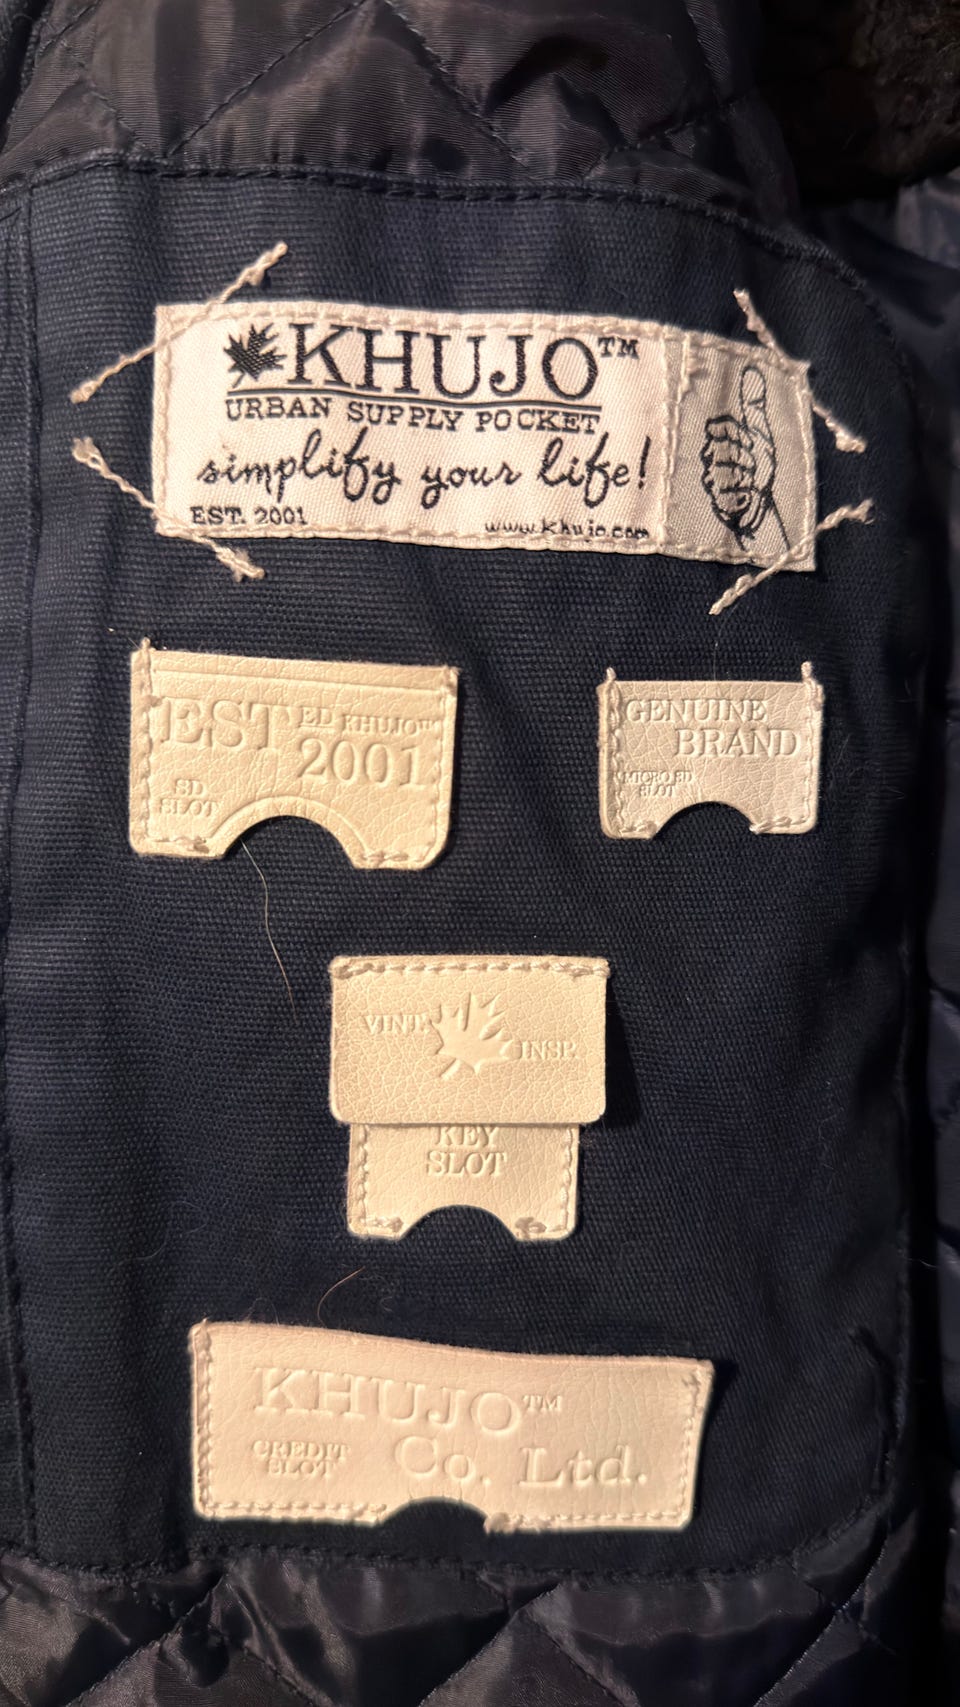 KHUJO™
URBAN SUPPLY POCKET
simplify your life!
EST. 2001
www.khujo.com
EST ED KHUJO™
2001
SD
SLOT
GENUINE
BRAND
MICRO SD
SLOT
VINT. INSP.
KEY
SLOT
KHUJO™
Co. Ltd.
CREDIT
SLOT